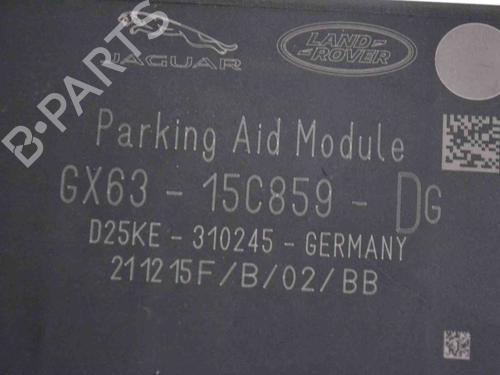 JAGUAR
LAND
ROVER
B-PARTS
Parking Aid Module
GX63 - 15C859 - DG
D25KE - 310245 - GERMANY
211215F/B/02/BB